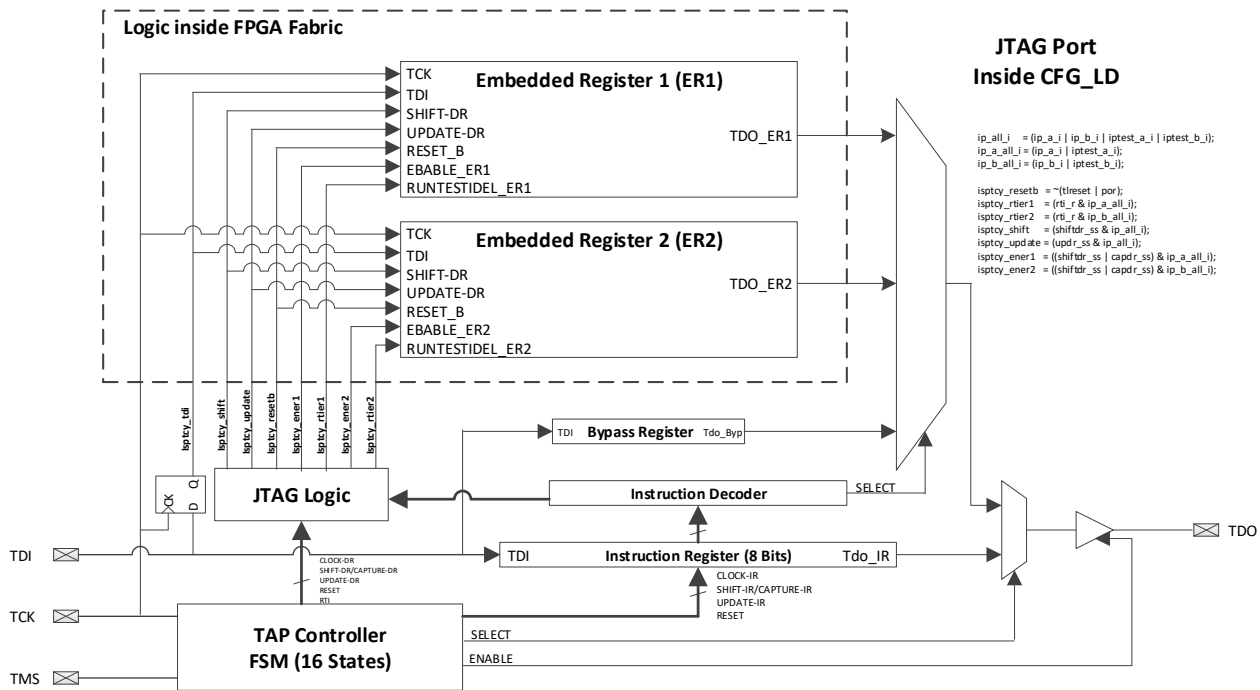 Logic inside FPGA Fabric
JTAG Port
Inside CFG_LD
TCK
TDI
SHIFT-DR
UPDATE-DR
RESET_B
EBABLE_ER1
RUNTESTIDEL_ER1
Embedded Register 1 (ER1)
TDO_ER1
ip_all_i = (ip_a_i | ip_b_i | iptest_a_i | iptest_b_i);
ip_a_all_i = (ip_a_i | iptest_a_i);
ip_b_all_i = (ip_b_i | iptest_b_i);
isptcy_resetb = ~(tlreset | por);
isptcy_rtier1 = (rti_r & ip_a_all_i);
isptcy_rtier2 = (rti_r & ip_b_all_i);
isptcy_shift = (shiftdr_ss & ip_all_i);
isptcy_update = (updr_ss & ip_all_i);
isptcy_ener1 = ((shiftdr_ss | capdr_ss) & ip_a_all_i);
isptcy_ener2 = ((shiftdr_ss | capdr_ss) & ip_b_all_i);
TCK
TDI
SHIFT-DR
UPDATE-DR
RESET_B
EBABLE_ER2
RUNTESTIDEL_ER2
Embedded Register 2 (ER2)
TDO_ER2
Isptcy_tdi
Isptcy_shift
Isptcy_update
Isptcy_resetb
Isptcy_ener1
Isptcy_rtier1
Isptcy_ener2
Isptcy_rtier2
TDI
Bypass Register
Tdo_Byp
CK
Q
D
JTAG Logic
Instruction Decoder
SELECT
TDI
TDI
Instruction Register (8 Bits)
Tdo_IR
TDO
CLOCK-DR
SHIFT-DR/CAPTURE-DR
UPDATE-DR
RESET
RTI
CLOCK-IR
SHIFT-IR/CAPTURE-IR
UPDATE-IR
RESET
TCK
TAP Controller
FSM (16 States)
SELECT
ENABLE
TMS